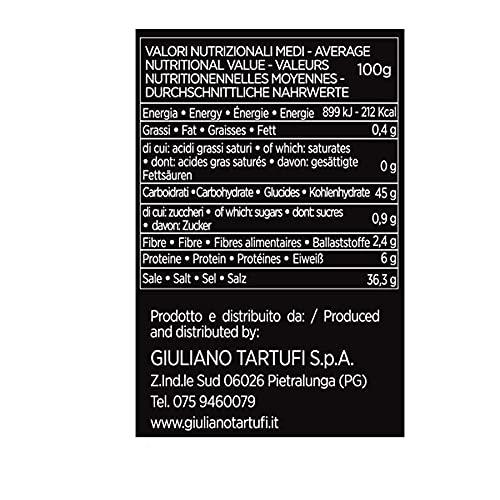 VALORI NUTRIZIONALI MEDI - AVERAGE
NUTRITIONAL VALUE - VALEURS
NUTRITIONENNELLES MOYENNES -
DURCHSCHNITTLICHE NAHRWERTE
100g
Energia • Energy • Énergie • Energie 899 kJ - 212 Kcal
Grassi • Fat • Graisses • Fett 0,4 g
di cui: acidi grassi saturi • of which: saturates
• dont: acides gras saturés • davon: gesättigte
Fettsäuren 0 g
Carboidrati •Carbohydrate • Glucides • Kohlenhydrate 45 g
di cui: zuccheri • of which: sugars • dont: sucres
• davon: Zucker 0,9 g
Fibre • Fibre • Fibres alimentaires • Ballaststoffe 2,4 g
Proteine • Protein • Protéines • Eiweiß 6 g
Sale • Salt • Sel • Salz 36,3 g
Prodotto e distribuito da: / Produced
and distributed by:
GIULIANO TARTUFI S.p.A.
Z.Ind.le Sud 06026 Pietralunga (PG)
Tel. 075 9460079
www.giulianotartufi.it